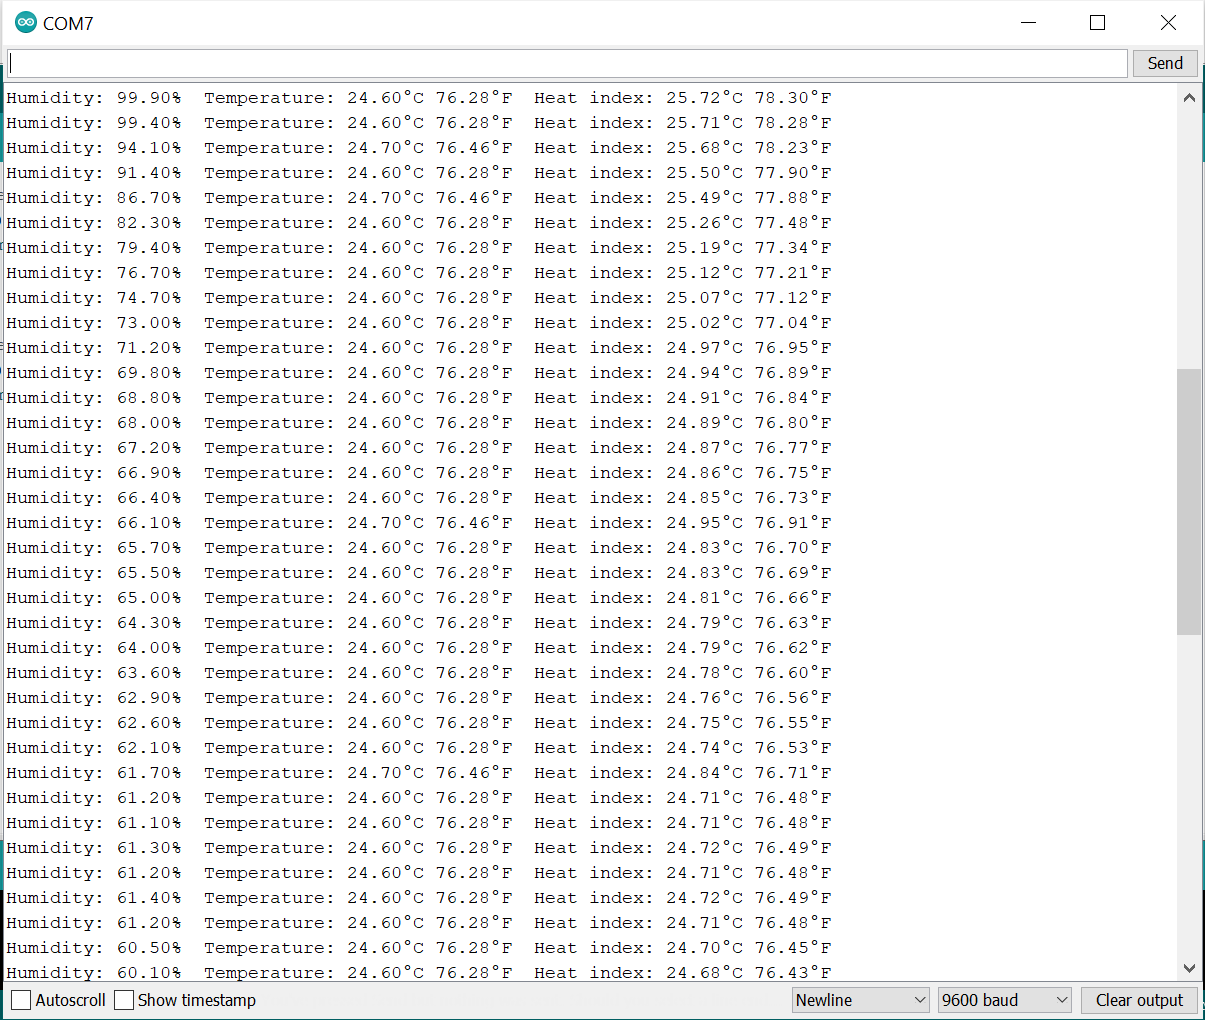 COM7
Send
Humidity: 99.90%  Temperature: 24.60°C 76.28°F  Heat index: 25.72°C 78.30°F
Humidity: 99.40%  Temperature: 24.60°C 76.28°F  Heat index: 25.71°C 78.28°F
Humidity: 94.10%  Temperature: 24.70°C 76.46°F  Heat index: 25.68°C 78.23°F
Humidity: 91.40%  Temperature: 24.60°C 76.28°F  Heat index: 25.50°C 77.90°F
Humidity: 86.70%  Temperature: 24.70°C 76.46°F  Heat index: 25.49°C 77.88°F
Humidity: 82.30%  Temperature: 24.60°C 76.28°F  Heat index: 25.26°C 77.48°F
Humidity: 79.40%  Temperature: 24.60°C 76.28°F  Heat index: 25.19°C 77.34°F
Humidity: 76.70%  Temperature: 24.60°C 76.28°F  Heat index: 25.12°C 77.21°F
Humidity: 74.70%  Temperature: 24.60°C 76.28°F  Heat index: 25.07°C 77.12°F
Humidity: 73.00%  Temperature: 24.60°C 76.28°F  Heat index: 25.02°C 77.04°F
Humidity: 71.20%  Temperature: 24.60°C 76.28°F  Heat index: 24.97°C 76.95°F
Humidity: 69.80%  Temperature: 24.60°C 76.28°F  Heat index: 24.94°C 76.89°F
Humidity: 68.80%  Temperature: 24.60°C 76.28°F  Heat index: 24.91°C 76.84°F
Humidity: 68.00%  Temperature: 24.60°C 76.28°F  Heat index: 24.89°C 76.80°F
Humidity: 67.20%  Temperature: 24.60°C 76.28°F  Heat index: 24.87°C 76.77°F
Humidity: 66.90%  Temperature: 24.60°C 76.28°F  Heat index: 24.86°C 76.75°F
Humidity: 66.40%  Temperature: 24.60°C 76.28°F  Heat index: 24.85°C 76.73°F
Humidity: 66.10%  Temperature: 24.70°C 76.46°F  Heat index: 24.95°C 76.91°F
Humidity: 65.70%  Temperature: 24.60°C 76.28°F  Heat index: 24.83°C 76.70°F
Humidity: 65.50%  Temperature: 24.60°C 76.28°F  Heat index: 24.83°C 76.69°F
Humidity: 65.00%  Temperature: 24.60°C 76.28°F  Heat index: 24.81°C 76.66°F
Humidity: 64.30%  Temperature: 24.60°C 76.28°F  Heat index: 24.79°C 76.63°F
Humidity: 64.00%  Temperature: 24.60°C 76.28°F  Heat index: 24.79°C 76.62°F
Humidity: 63.60%  Temperature: 24.60°C 76.28°F  Heat index: 24.78°C 76.60°F
Humidity: 62.90%  Temperature: 24.60°C 76.28°F  Heat index: 24.76°C 76.56°F
Humidity: 62.60%  Temperature: 24.60°C 76.28°F  Heat index: 24.75°C 76.55°F
Humidity: 62.10%  Temperature: 24.60°C 76.28°F  Heat index: 24.74°C 76.53°F
Humidity: 61.70%  Temperature: 24.70°C 76.46°F  Heat index: 24.84°C 76.71°F
Humidity: 61.20%  Temperature: 24.60°C 76.28°F  Heat index: 24.71°C 76.48°F
Humidity: 61.10%  Temperature: 24.60°C 76.28°F  Heat index: 24.71°C 76.48°F
Humidity: 61.30%  Temperature: 24.60°C 76.28°F  Heat index: 24.72°C 76.49°F
Humidity: 61.20%  Temperature: 24.60°C 76.28°F  Heat index: 24.71°C 76.48°F
Humidity: 61.40%  Temperature: 24.60°C 76.28°F  Heat index: 24.72°C 76.49°F
Humidity: 61.20%  Temperature: 24.60°C 76.28°F  Heat index: 24.71°C 76.48°F
Humidity: 60.50%  Temperature: 24.60°C 76.28°F  Heat index: 24.70°C 76.45°F
Humidity: 60.10%  Temperature: 24.60°C 76.28°F  Heat index: 24.68°C 76.43°F
Autoscroll Show timestamp Newline 9600 baud Clear output